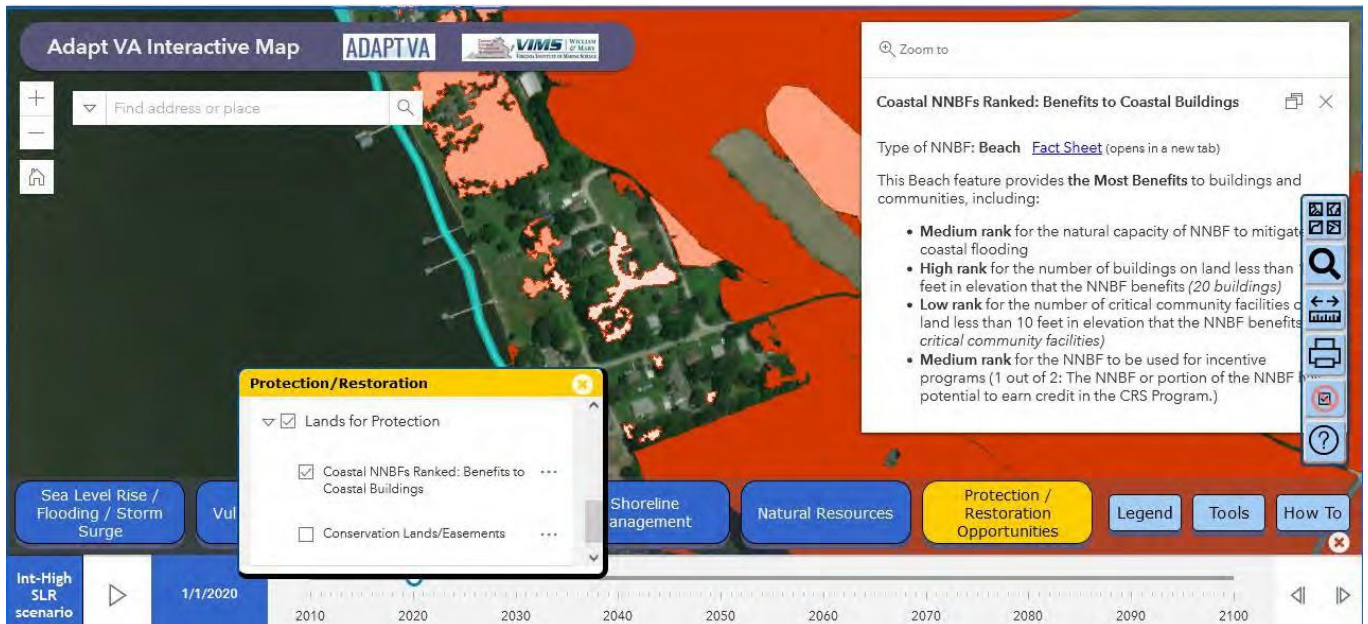 Adapt VA Interactive Map
ADAPTVA
VIMS WILLIAM & MARY
VIRGINIA INSTITUTE OF MARINE SCIENCE
+
Find address or place
−
Zoom to
Coastal NNBFs Ranked: Benefits to Coastal Buildings
Type of NNBF: Beach Fact Sheet (opens in a new tab)
This Beach feature provides the Most Benefits to buildings and
communities, including:
• Medium rank for the natural capacity of NNBF to mitigate
coastal flooding
• High rank for the number of buildings on land less than
feet in elevation that the NNBF benefits (20 buildings)
• Low rank for the number of critical community facilities
land less than 10 feet in elevation that the NNBF benefits
critical community facilities)
• Medium rank for the NNBF to be used for incentive
programs (1 out of 2: The NNBF or portion of the NNBF
potential to earn credit in the CRS Program.)
Protection/Restoration
Lands for Protection
Coastal NNBFs Ranked: Benefits to
Coastal Buildings
...
Conservation Lands/Easements
...
Sea Level Rise /
Flooding / Storm
Surge
Vul
Shoreline
anagement
Natural Resources
Protection /
Restoration
Opportunities
Legend
Tools
How To
Int-High
SLR
scenario
1/1/2020
2010 2020 2030 2040 2050 2060 2070 2080 2090 2100